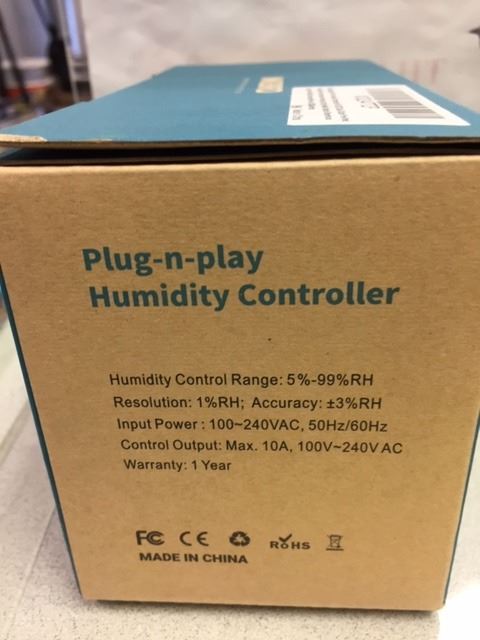 Plug-n-play
Humidity Controller
Humidity Control Range: 5%-99%RH
Resolution: 1%RH; Accuracy: ±3%RH
Input Power : 100~240VAC, 50Hz/60Hz
Control Output: Max. 10A, 100V~240V AC
Warranty: 1 Year
FC CE RoHS
MADE IN CHINA